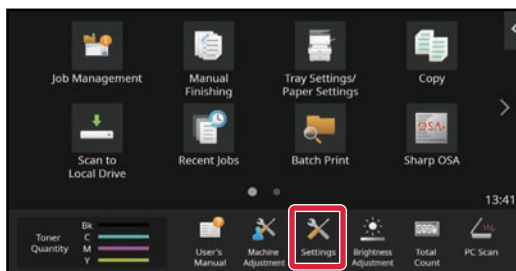 Job Management
Manual
Finishing
Tray Settings/
Paper Settings
Copy
OSA
Scan to
Local Drive
Recent Jobs
Batch Print
Sharp OSA
13:41
Toner
Quantity
Bk
C
M
Y
User's
Manual
Machine
Adjustment
Settings
Brightness
Adjustment
Total
Count
PC Scan